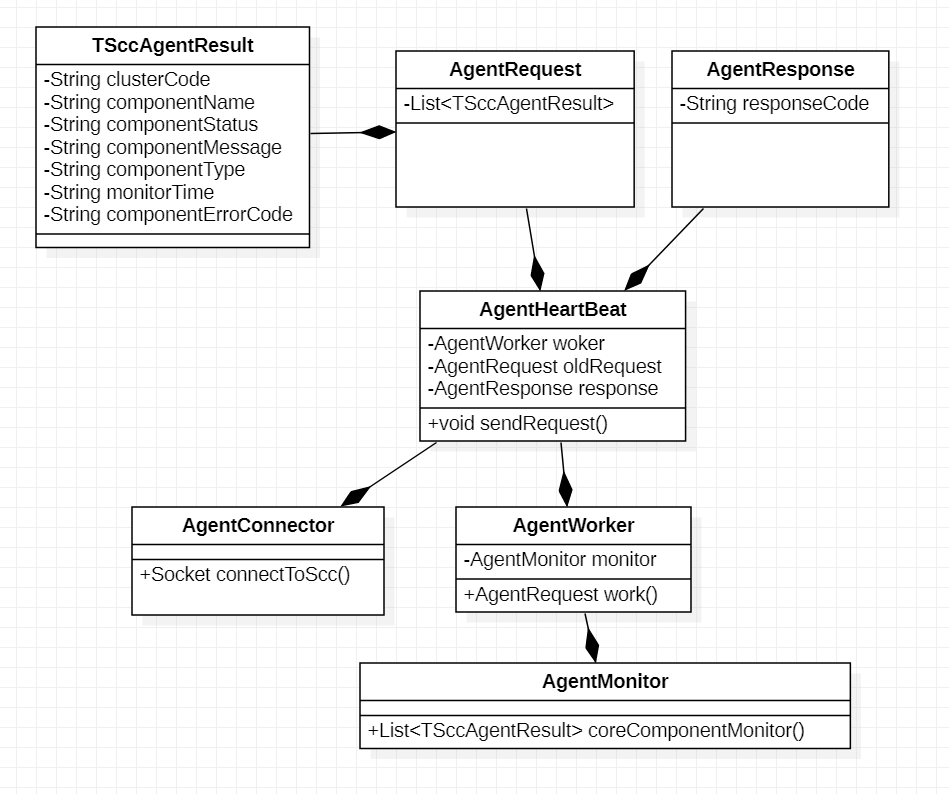 TSccAgentResult
-String clusterCode
-String componentName
-String componentStatus
-String componentMessage
-String componentType
-String monitorTime
-String componentErrorCode
AgentRequest
-List<TSccAgentResult>
AgentResponse
-String responseCode
AgentHeartBeat
-AgentWorker woker
-AgentRequest oldRequest
-AgentResponse response
+void sendRequest()
AgentConnector
+Socket connectToScc()
AgentWorker
-AgentMonitor monitor
+AgentRequest work()
AgentMonitor
+List<TSccAgentResult> coreComponentMonitor()